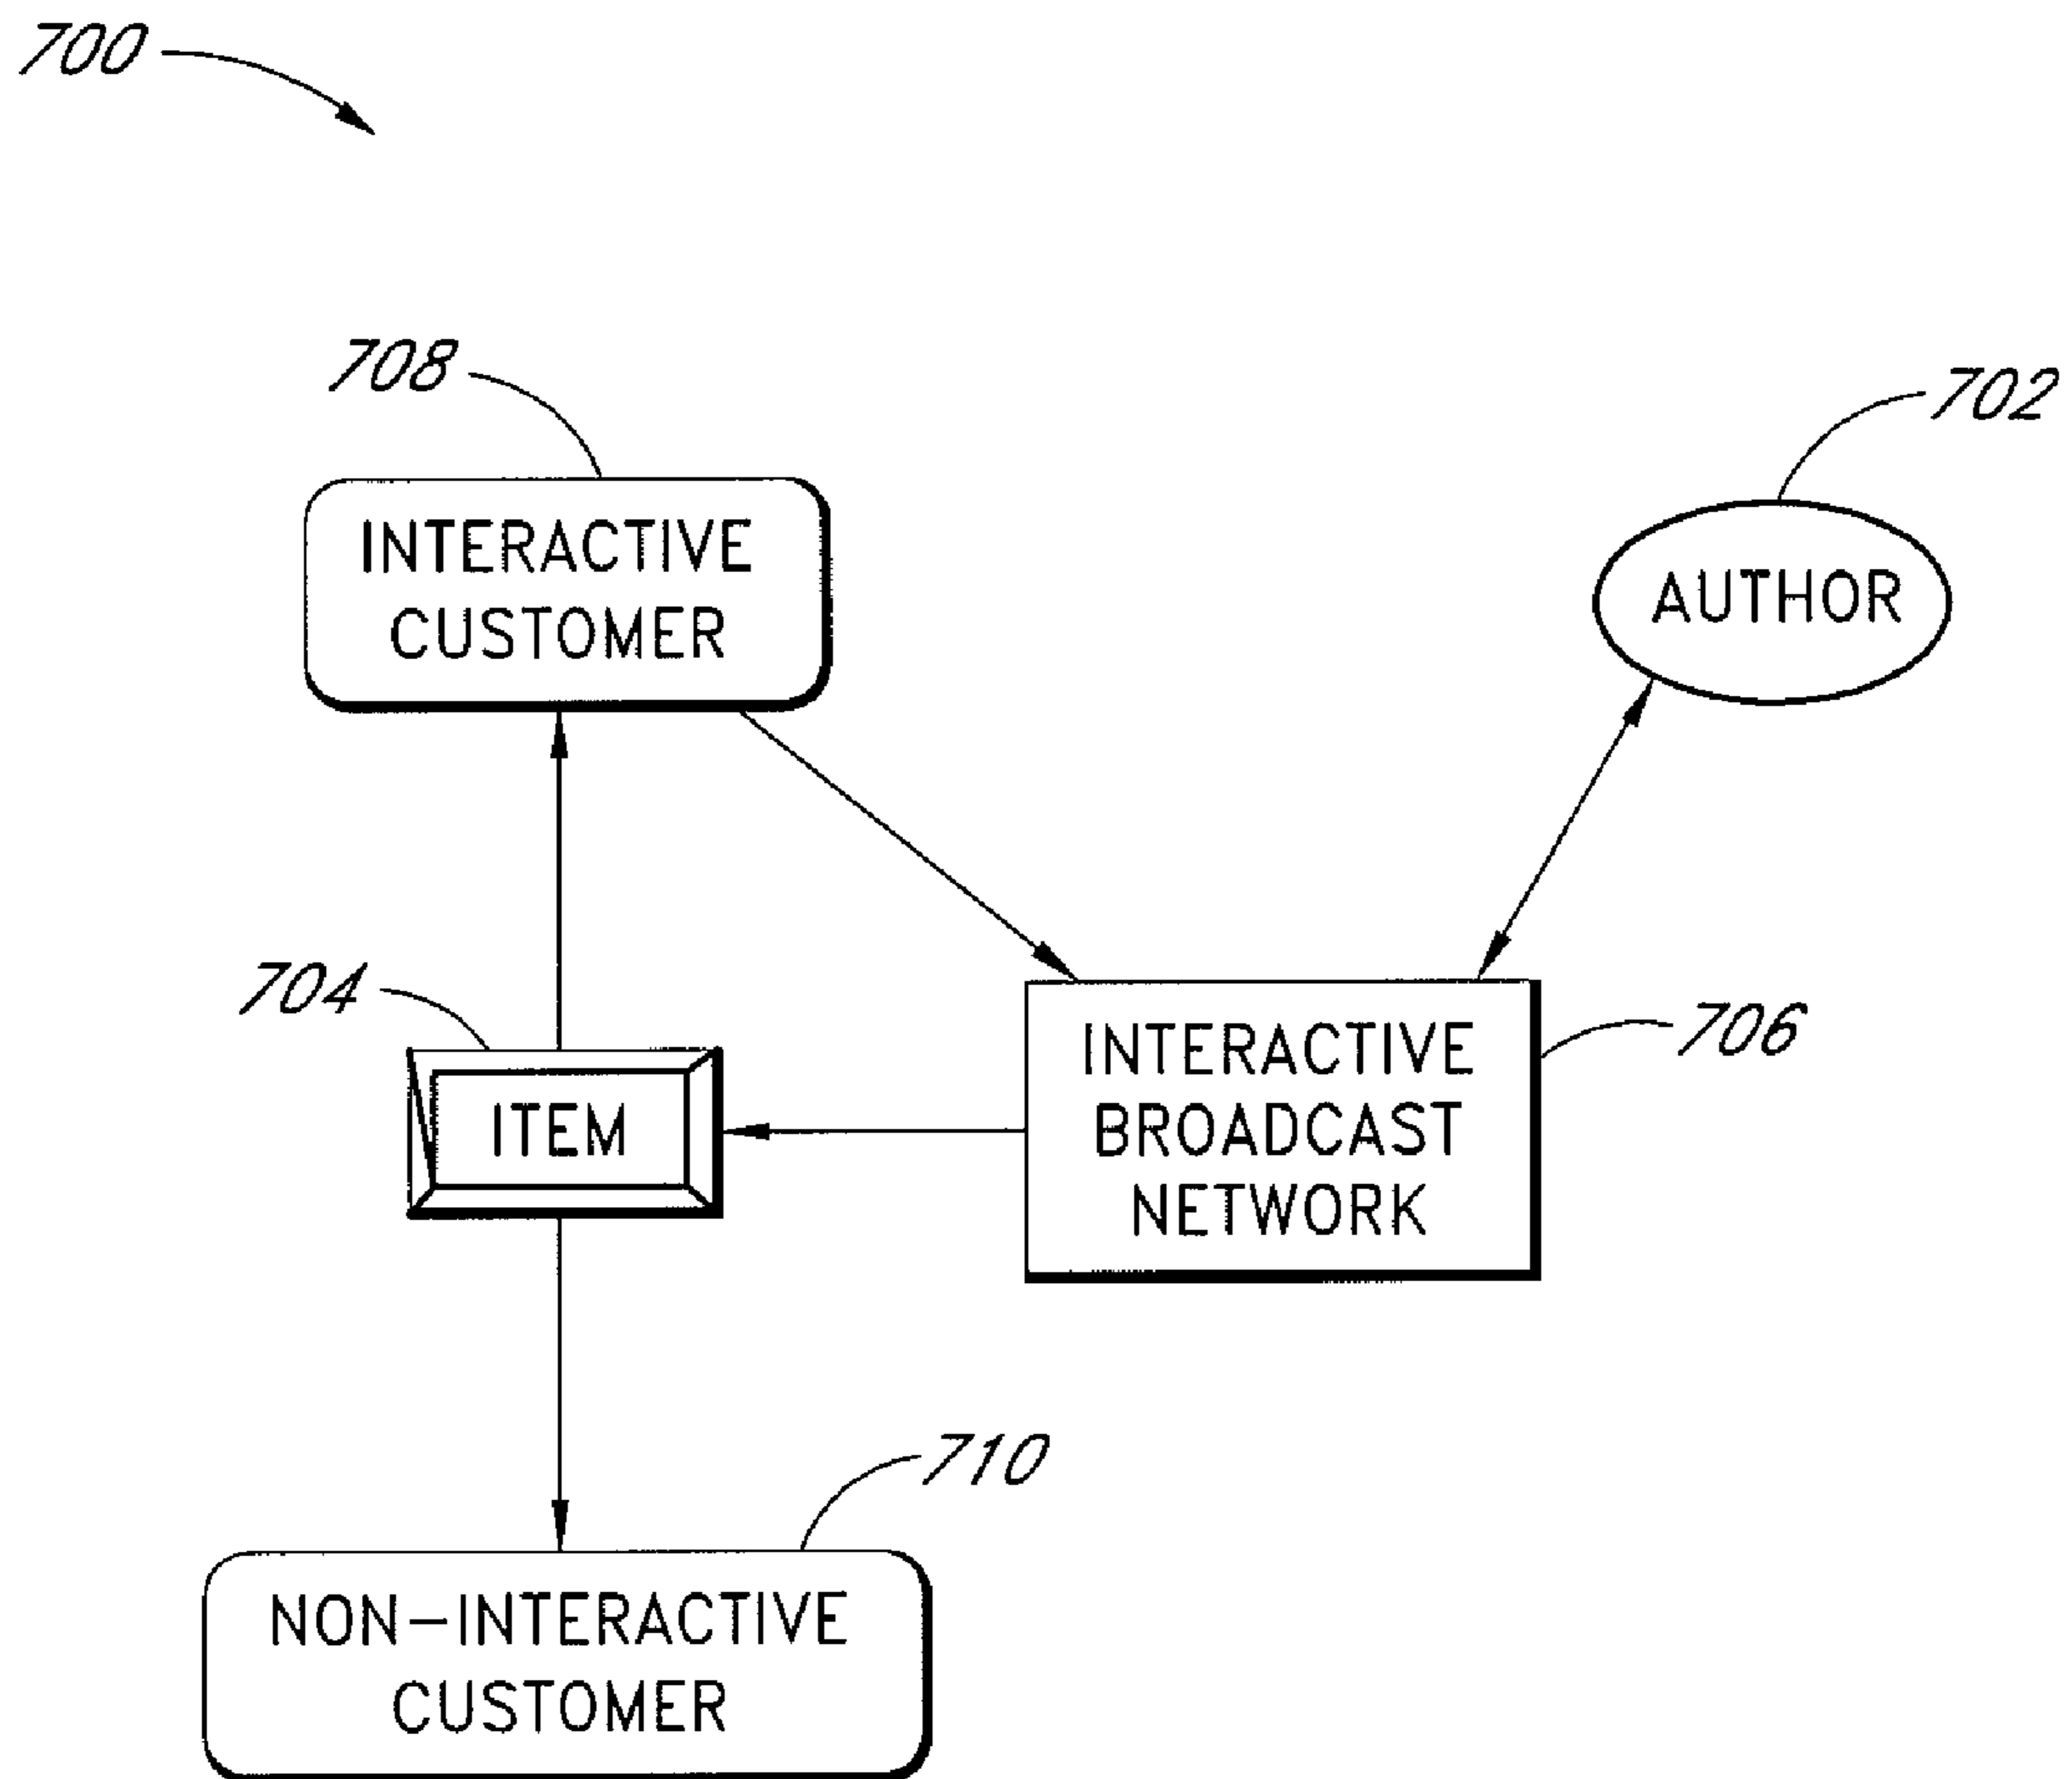 700
708
702
INTERACTIVE
CUSTOMER
AUTHOR
704
706
ITEM
INTERACTIVE
BROADCAST
NETWORK
710
NON-INTERACTIVE
CUSTOMER